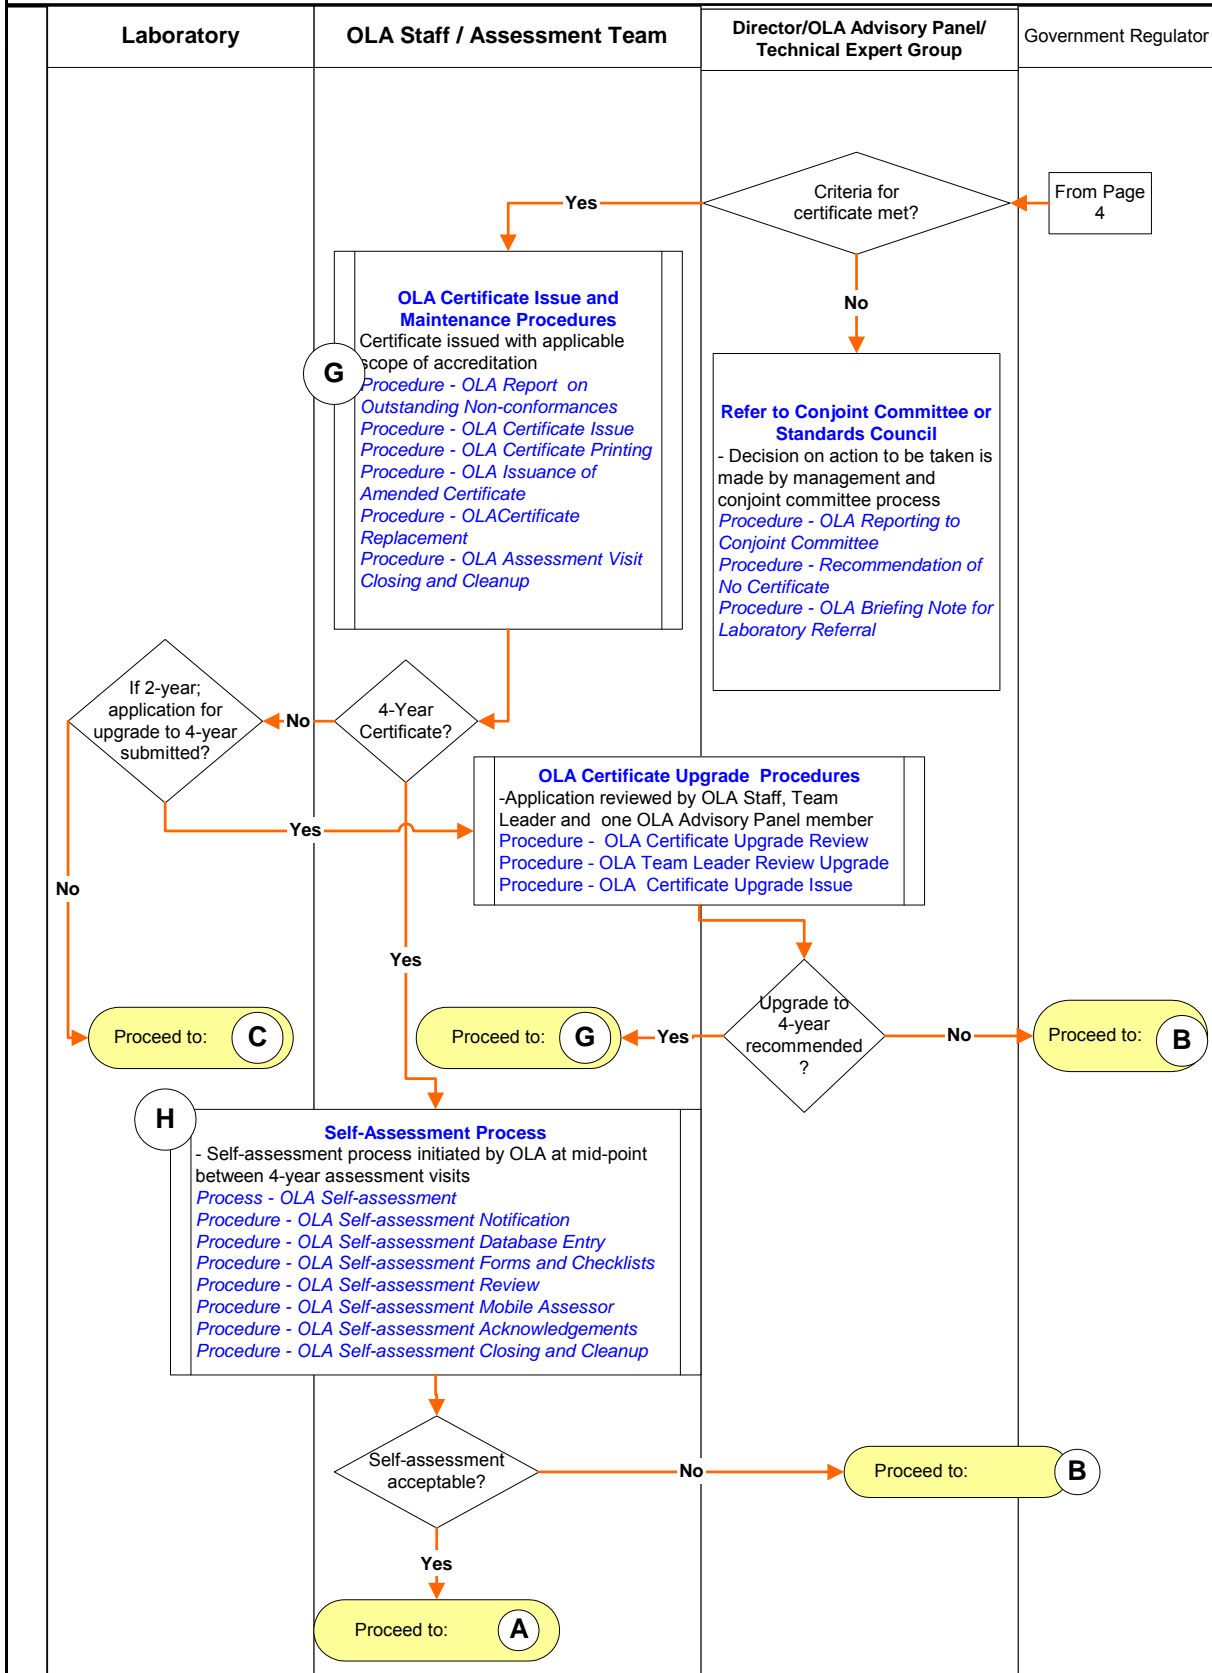 Laboratory
OLA Staff / Assessment Team
Director/OLA Advisory Panel/
Technical Expert Group
Government Regulator
Criteria for
certificate met?
From Page
4
Yes
No
OLA Certificate Issue and
Maintenance Procedures
Certificate issued with applicable
scope of accreditation
Procedure - OLA Report  on
Outstanding Non-conformances
Procedure - OLA Certificate Issue
Procedure - OLA Certificate Printing
Procedure - OLA Issuance of
Amended Certificate
Procedure - OLACertificate
Replacement
Procedure - OLA Assessment Visit
Closing and Cleanup
G
Refer to Conjoint Committee or
Standards Council
- Decision on action to be taken is
made by management and
conjoint committee process
Procedure - OLA Reporting to
Conjoint Committee
Procedure - Recommendation of
No Certificate
Procedure - OLA Briefing Note for
Laboratory Referral
If 2-year;
application for
upgrade to 4-year
submitted?
No
4-Year
Certificate?
OLA Certificate Upgrade  Procedures
-Application reviewed by OLA Staff, Team
Leader and  one OLA Advisory Panel member
Procedure -  OLA Certificate Upgrade Review
Procedure - OLA Team Leader Review Upgrade
Procedure - OLA  Certificate Upgrade Issue
Yes
No
Yes
Upgrade to
4-year
recommended
?
Proceed to:
C
Proceed to:
G
Yes
No
Proceed to:
B
H
Self-Assessment Process
- Self-assessment process initiated by OLA at mid-point
between 4-year assessment visits
Process - OLA Self-assessment
Procedure - OLA Self-assessment Notification
Procedure - OLA Self-assessment Database Entry
Procedure - OLA Self-assessment Forms and Checklists
Procedure - OLA Self-assessment Review
Procedure - OLA Self-assessment Mobile Assessor
Procedure - OLA Self-assessment Acknowledgements
Procedure - OLA Self-assessment Closing and Cleanup
Self-assessment
acceptable?
No
Proceed to:
B
Yes
Proceed to:
A